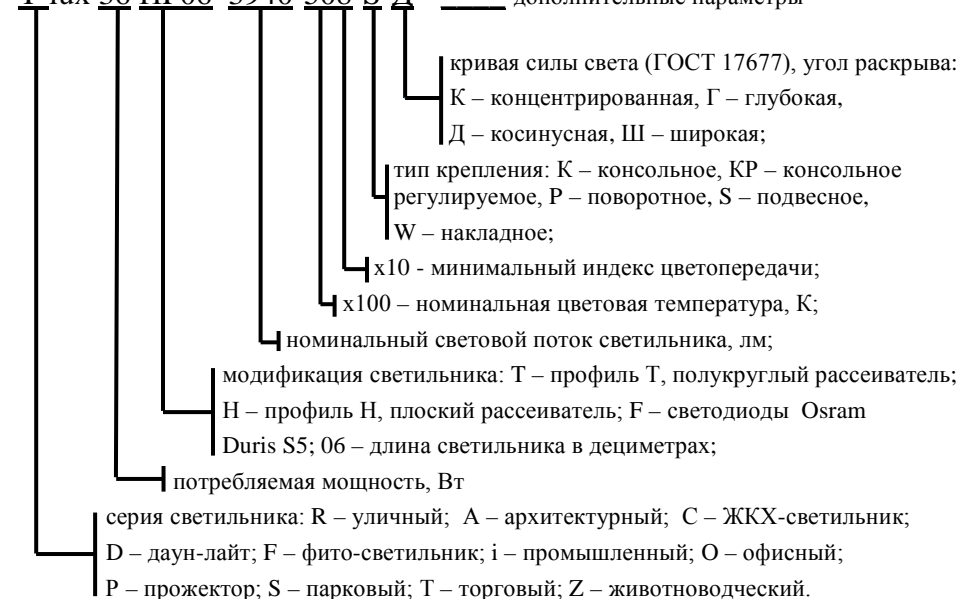 дополнительные параметры
кривая силы света (ГОСТ 17677), угол раскрыва:
К – концентрированная, Г – глубокая,
Д – косинусная, Ш – широкая;
тип крепления: К – консольное, КР – консольное
регулируемое, Р – поворотное, S – подвесное,
W – накладное;
х10 - минимальный индекс цветопередачи;
х100 – номинальная цветовая температура, К;
номинальный световой поток светильника, лм;
модификация светильника: Т – профиль Т, полукруглый рассеиватель;
Н – профиль Н, плоский рассеиватель; F – светодиоды Osram
Duris S5; 06 – длина светильника в дециметрах;
потребляемая мощность, Вт
серия светильника: R – уличный; А – архитектурный; С – ЖКХ-светильник;
D – даун-лайт; F – фито-светильник; i – промышленный; О – офисный;
Р – прожектор; S – парковый; Т – торговый; Z – животноводческий.